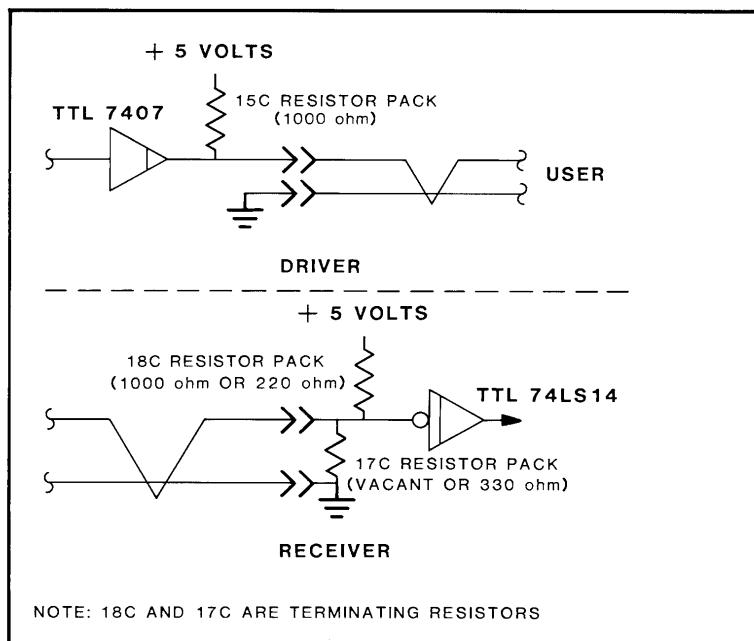 + 5 VOLTS
15C RESISTOR PACK
(1000 ohm)
TTL 7407
USER
DRIVER
+ 5 VOLTS
18C RESISTOR PACK
(1000 ohm OR 220 ohm)
TTL 74LS14
17C RESISTOR PACK
(VACANT OR 330 ohm)
RECEIVER
NOTE: 18C AND 17C ARE TERMINATING RESISTORS